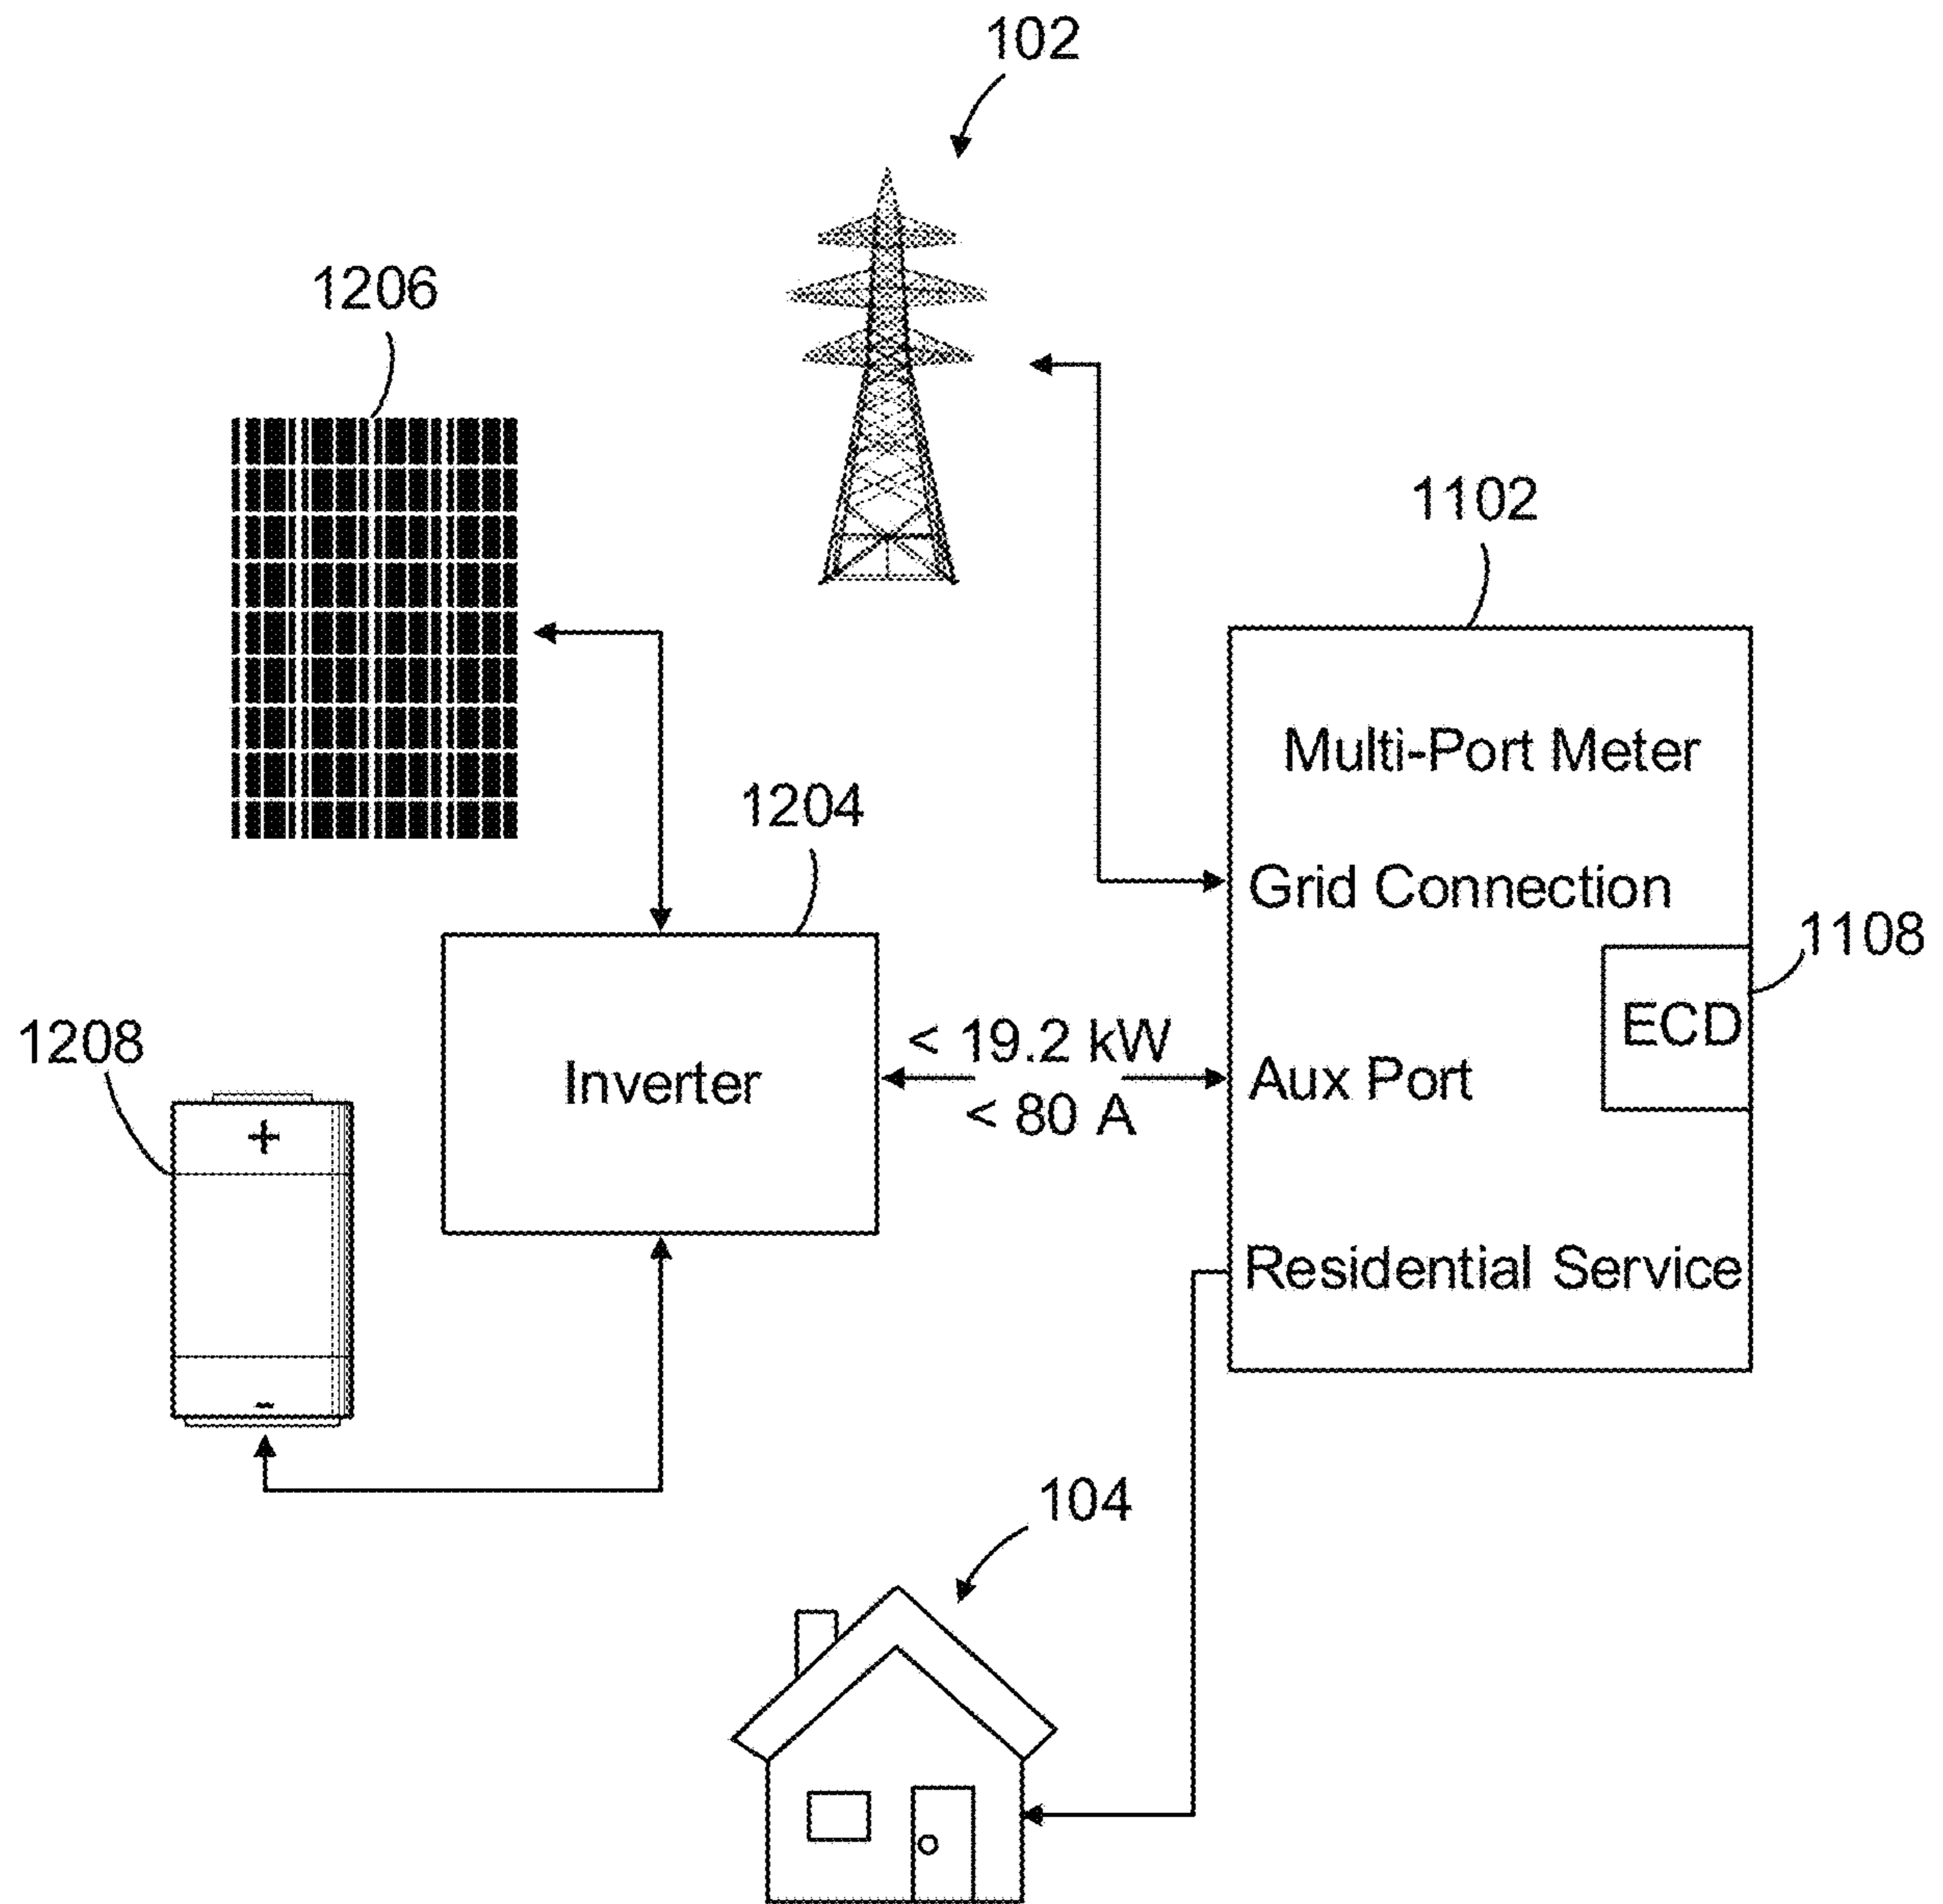 102
1206
1102
Multi-Port Meter
1204
Grid Connection
1108
ECD
1208
< 19.2 kW
Inverter
Aux Port
< 80 A
+
Residential Service
-
104